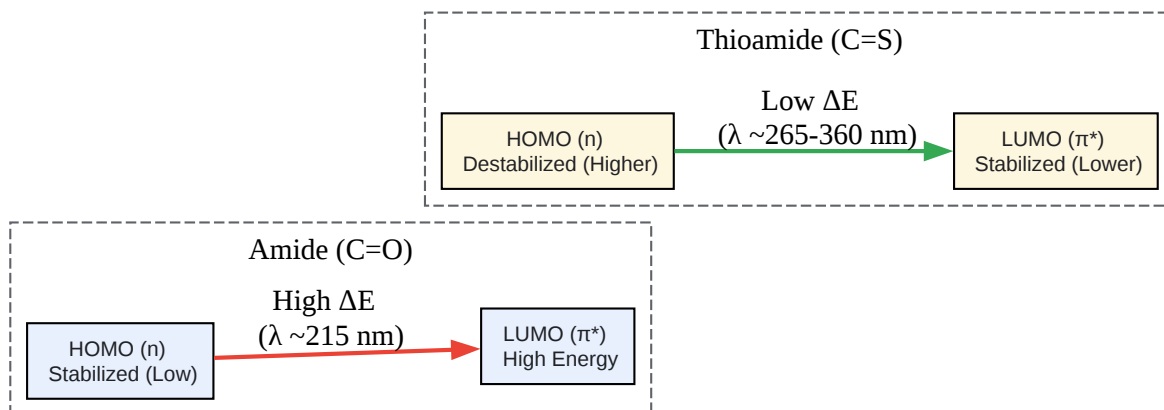 Thioamide (C=S)
Low ΔE
(λ ~265-360 nm)
HOMO (n)
Destabilized (Higher)
LUMO (π*)
Stabilized (Lower)
Amide (C=O)
High ΔE
(λ ~215 nm)
HOMO (n)
Stabilized (Low)
LUMO (π*)
High Energy